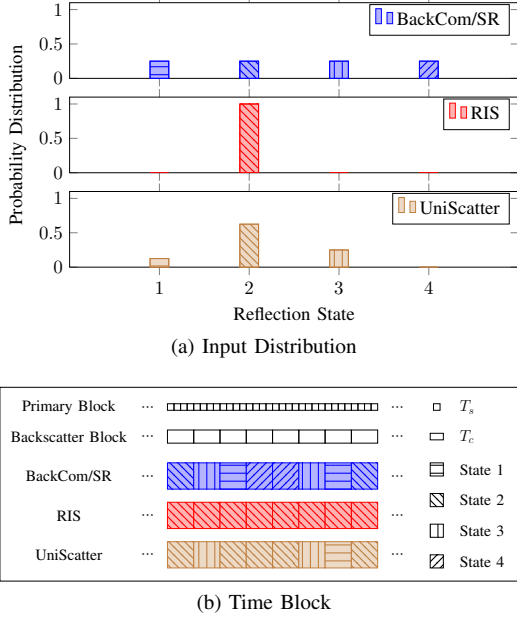 Probability Distribution
1
0.5
0
BackCom/SR
1
0.5
0
RIS
1
0.5
0
UniScatter
1 2 3 4
Reflection State
(a) Input Distribution
Primary Block ... ... T_s
Backscatter Block ... ... T_c
BackCom/SR ... ... State 1
State 2
RIS ... ... State 3
UniScatter ... ... State 4
(b) Time Block